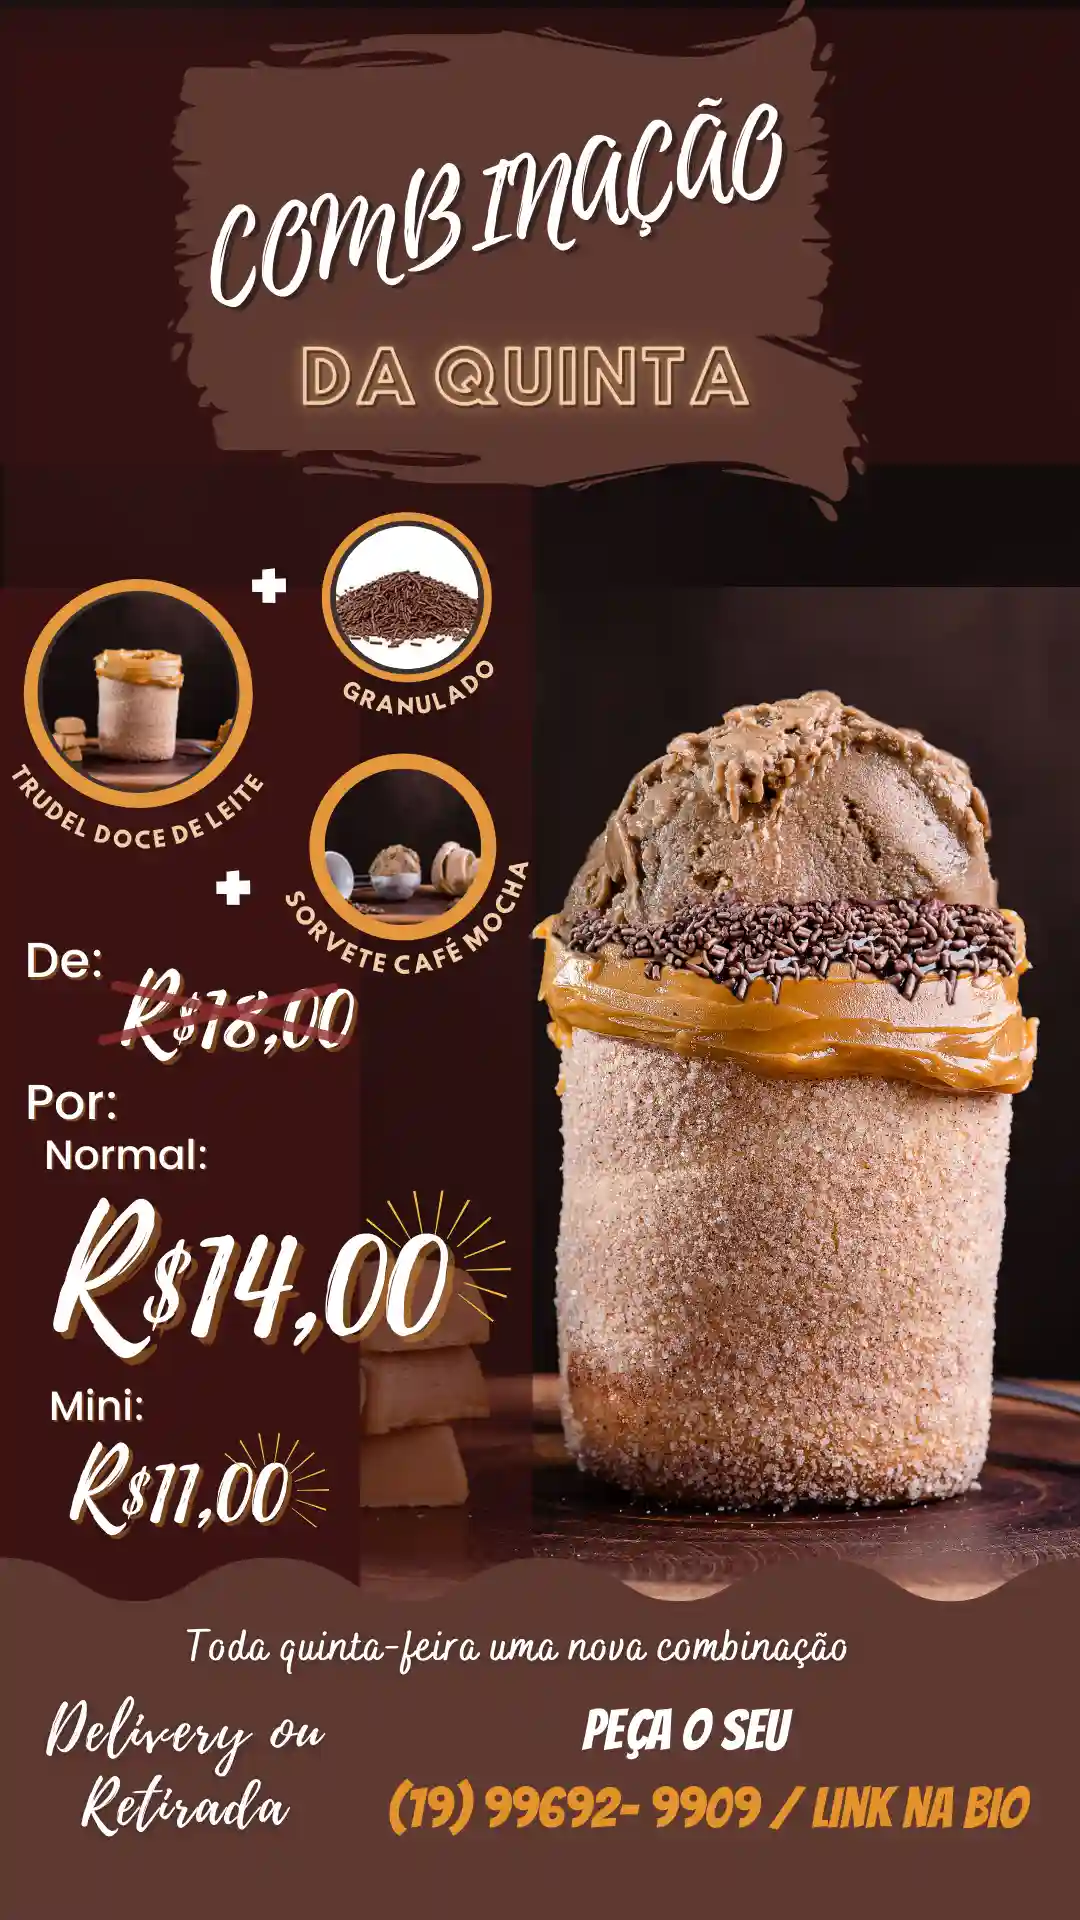 COMBINAÇÃO
DA QUINTA
+
GRANULADO
TRUDEL DOCE DE LEITE
+
SORVETE CAFÉ MOCHA
De:
R$18,00
Por:
Normal:
R$14,00
Mini:
R$11,00
Toda quinta-feira uma nova combinação
Delivery ou
Retirada
PEÇA O SEU
(19) 99692- 9909 / LINK NA BIO